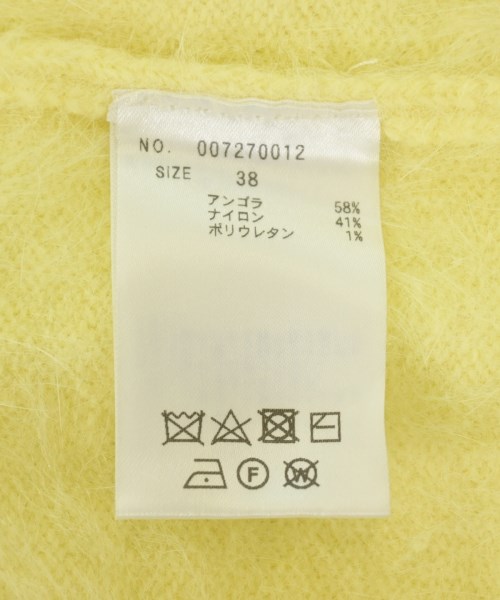 NO. 007270012
SIZE 38
アンゴラ 58%
ナイロン 41%
ポリウレタン 1%
F W